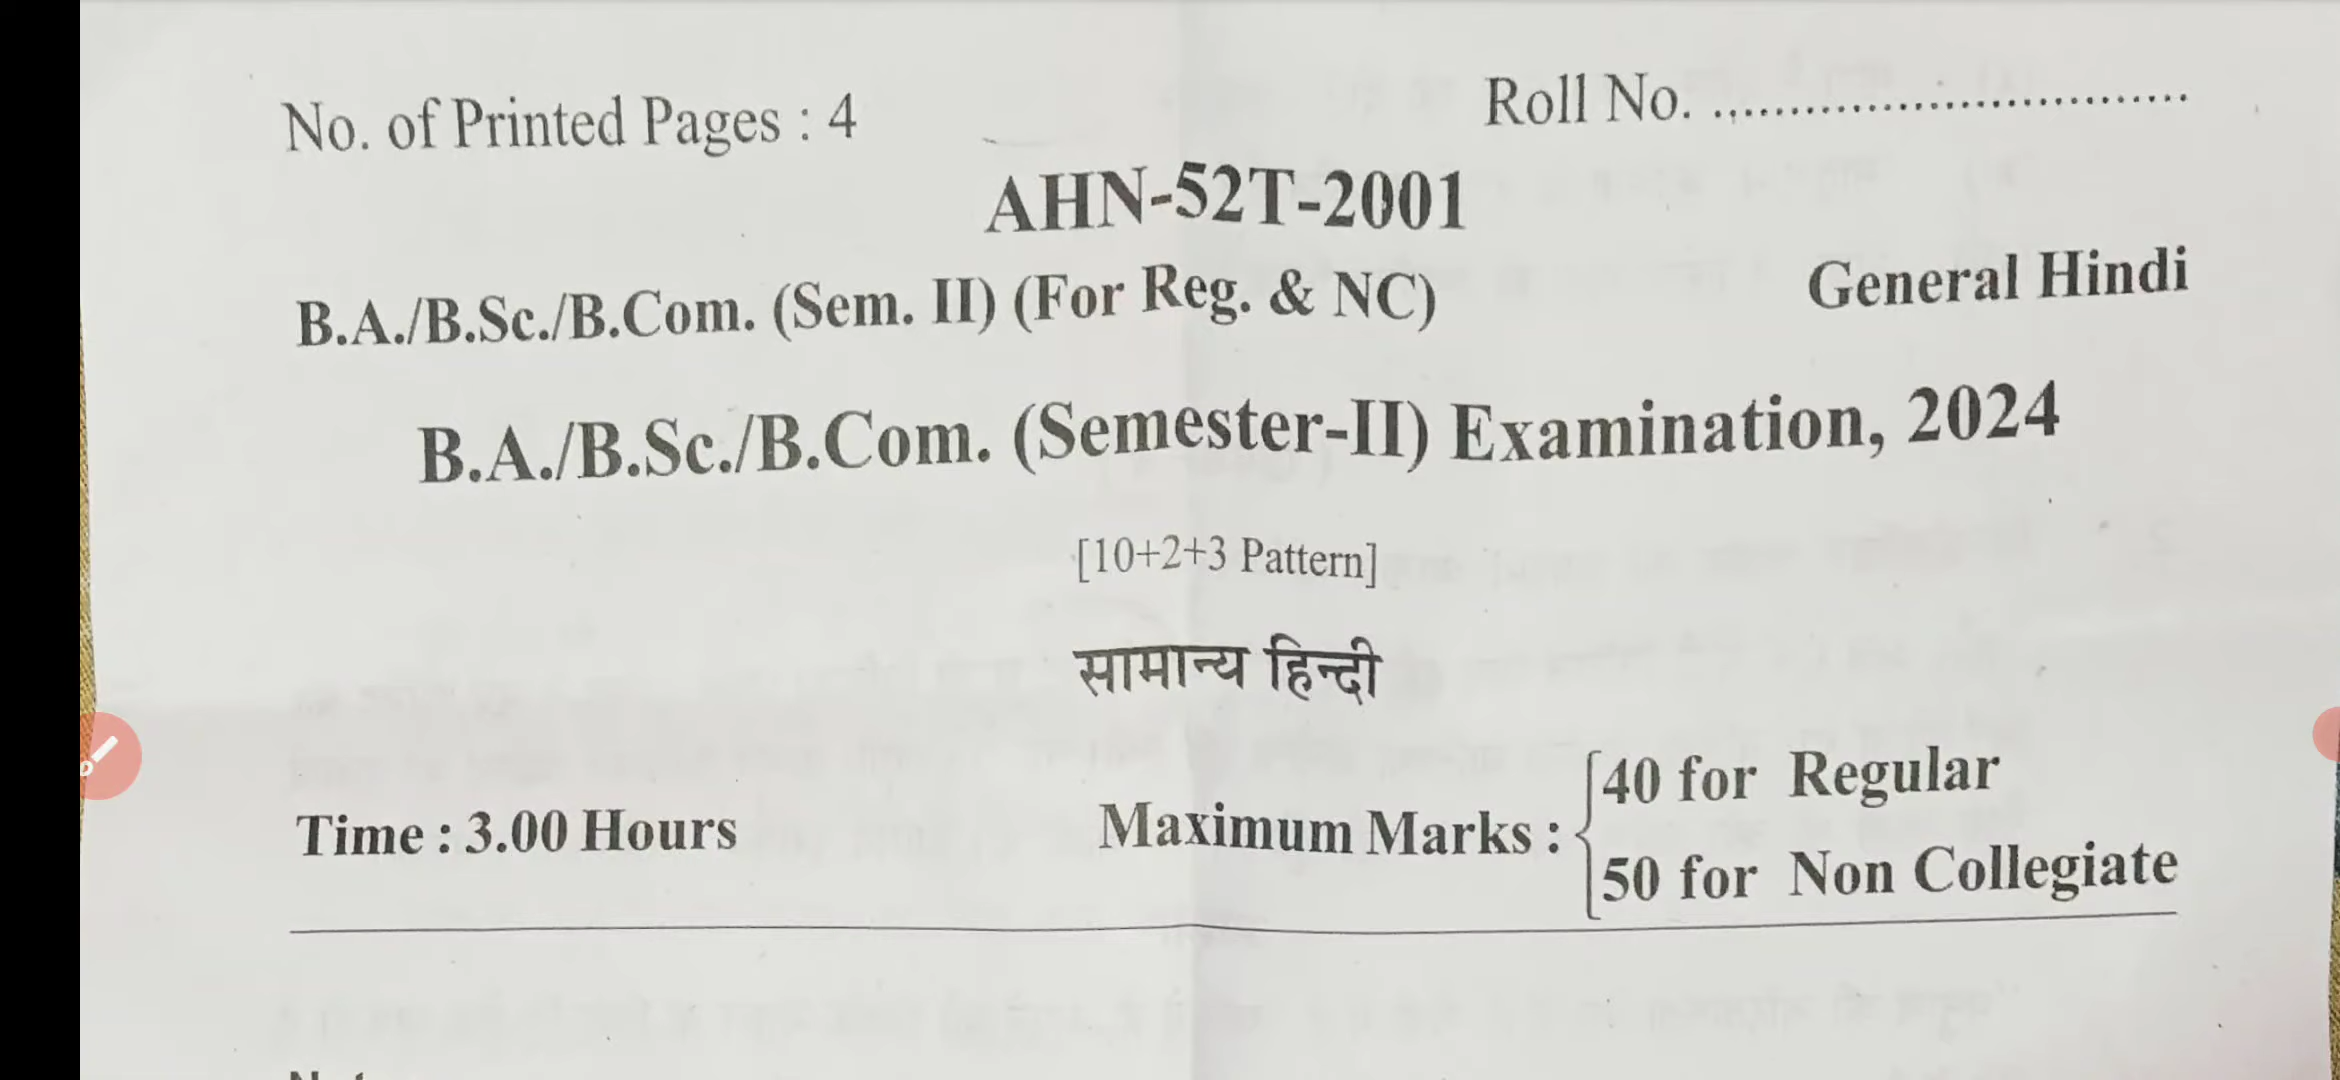 No. of Printed Pages : 4
Roll No. ................................
AHN-52T-2001
B.A./B.Sc./B.Com. (Sem. II) (For Reg. & NC)
General Hindi
B.A./B.Sc./B.Com. (Semester-II) Examination, 2024
[10+2+3 Pattern]
सामान्य हिन्दी
Time : 3.00 Hours
Maximum Marks :
40 for Regular
50 for Non Collegiate